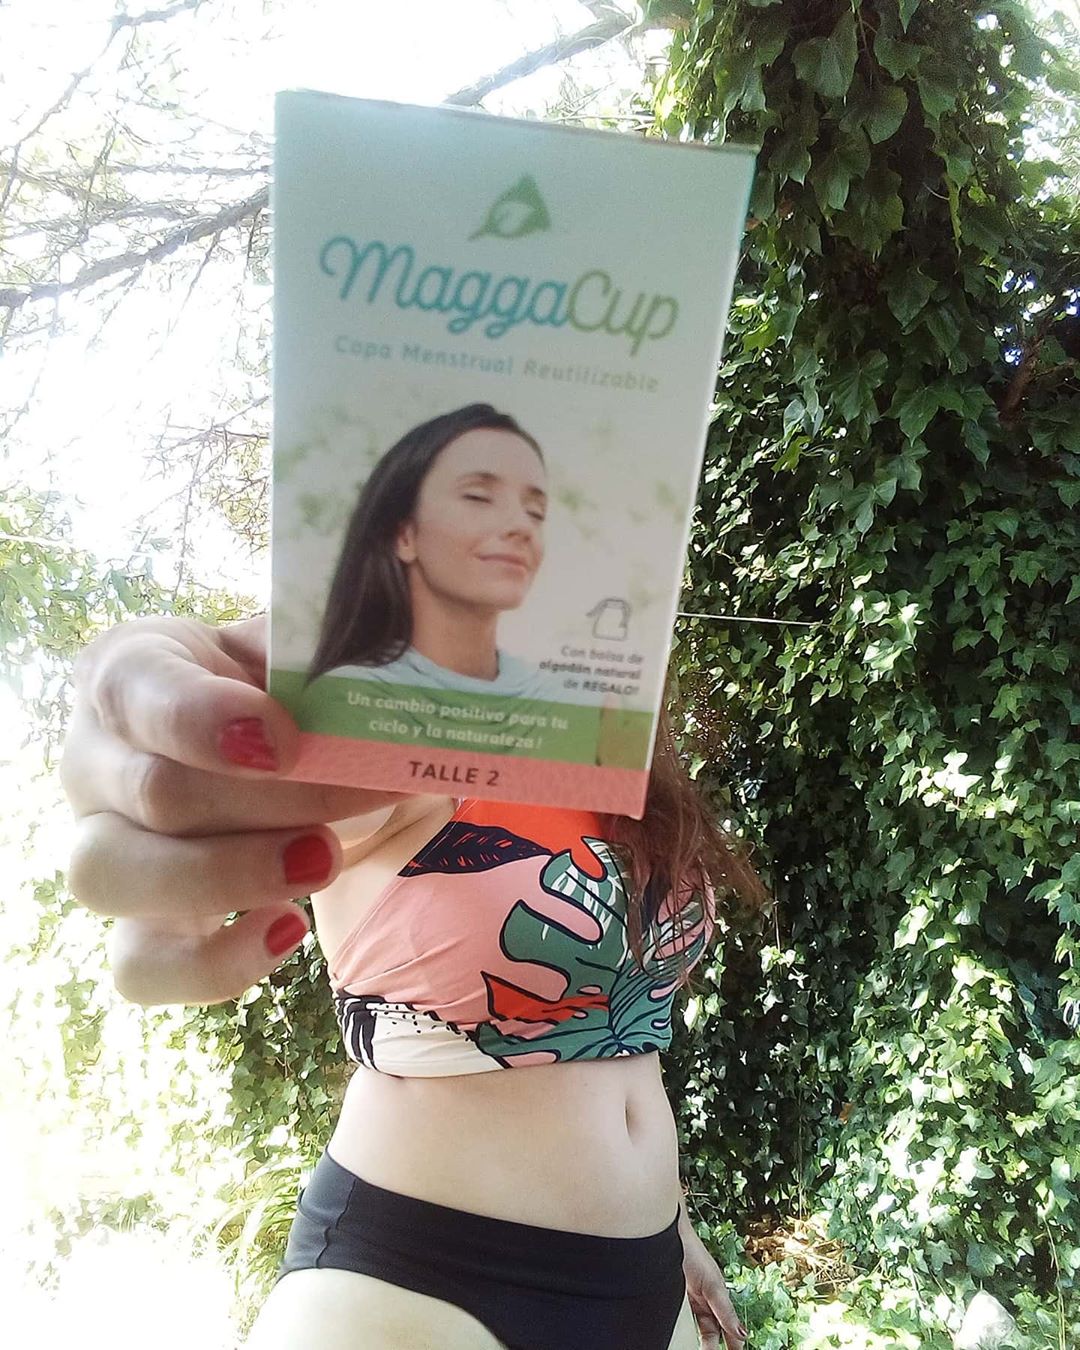 MaggaCup
Copa Menstrual Reutilizable
Con bolsa de
algodón natural
de REGALO!
Un cambio positivo para tu
ciclo y la naturaleza!
TALLE 2